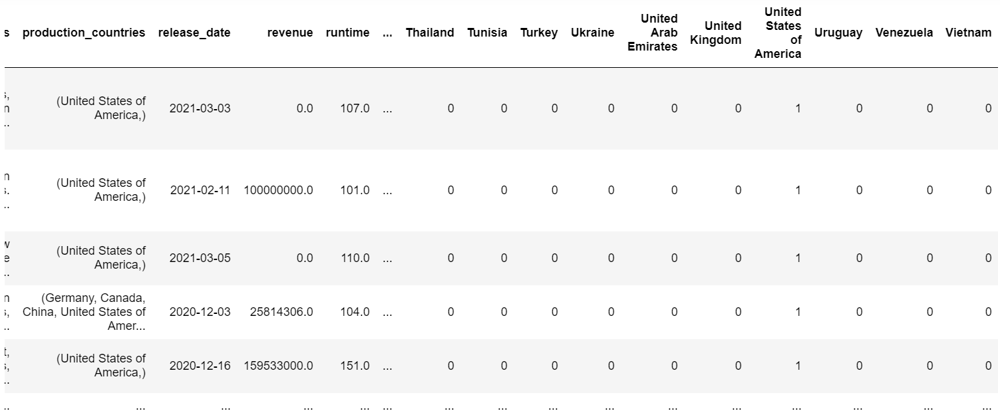 United
United Arab United States of
s production_countries release_date revenue runtime ... Thailand Tunisia Turkey Ukraine Emirates Kingdom America Uruguay Venezuela Vietnam
s,
n (United States of America,) 2021-03-03 0.0 107.0 ... 0 0 0 0 0 0 1 0 0 0
..
n
s. (United States of America,) 2021-02-11 100000000.0 101.0 ... 0 0 0 0 0 0 1 0 0 0
..
w
e (United States of America,) 2021-03-05 0.0 110.0 ... 0 0 0 0 0 0 1 0 0 0
..
n (Germany, Canada,
s, China, United States of 2020-12-03 25814306.0 104.0 ... 0 0 0 0 0 0 1 0 0 0
.. Amer...
t,
s, (United States of America,) 2020-12-16 159533000.0 151.0 ... 0 0 0 0 0 0 1 0 0 0
..
.. ... ... ... ... ... ... ... ... ... ... ... ... ... ... ...